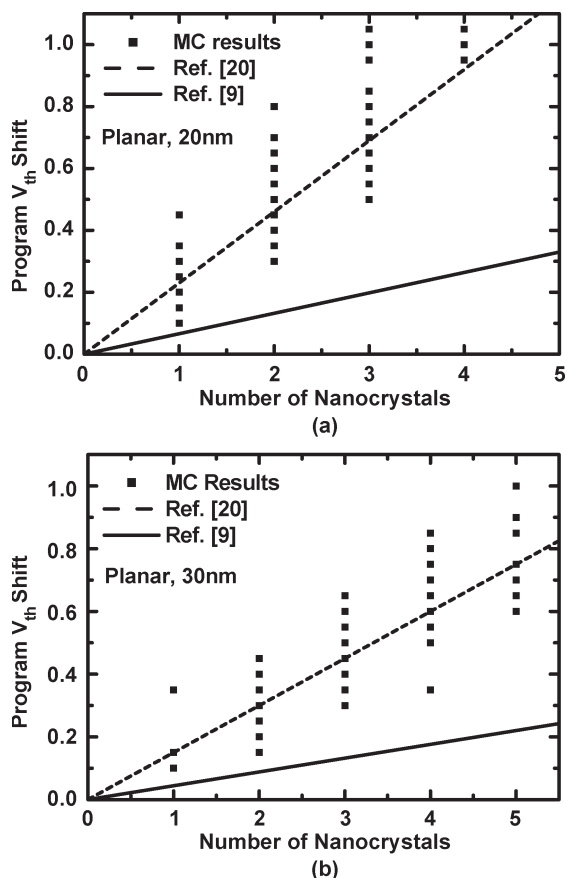 1.0
0.8
0.6
0.4
0.2
0.0
Program Vth Shift
MC results
Ref. [20]
Ref. [9]
Planar, 20nm
0 1 2 3 4 5
Number of Nanocrystals
(a)
1.0
0.8
0.6
0.4
0.2
0.0
Program Vth Shift
MC Results
Ref. [20]
Ref. [9]
Planar, 30nm
0 1 2 3 4 5
Number of Nanocrystals
(b)